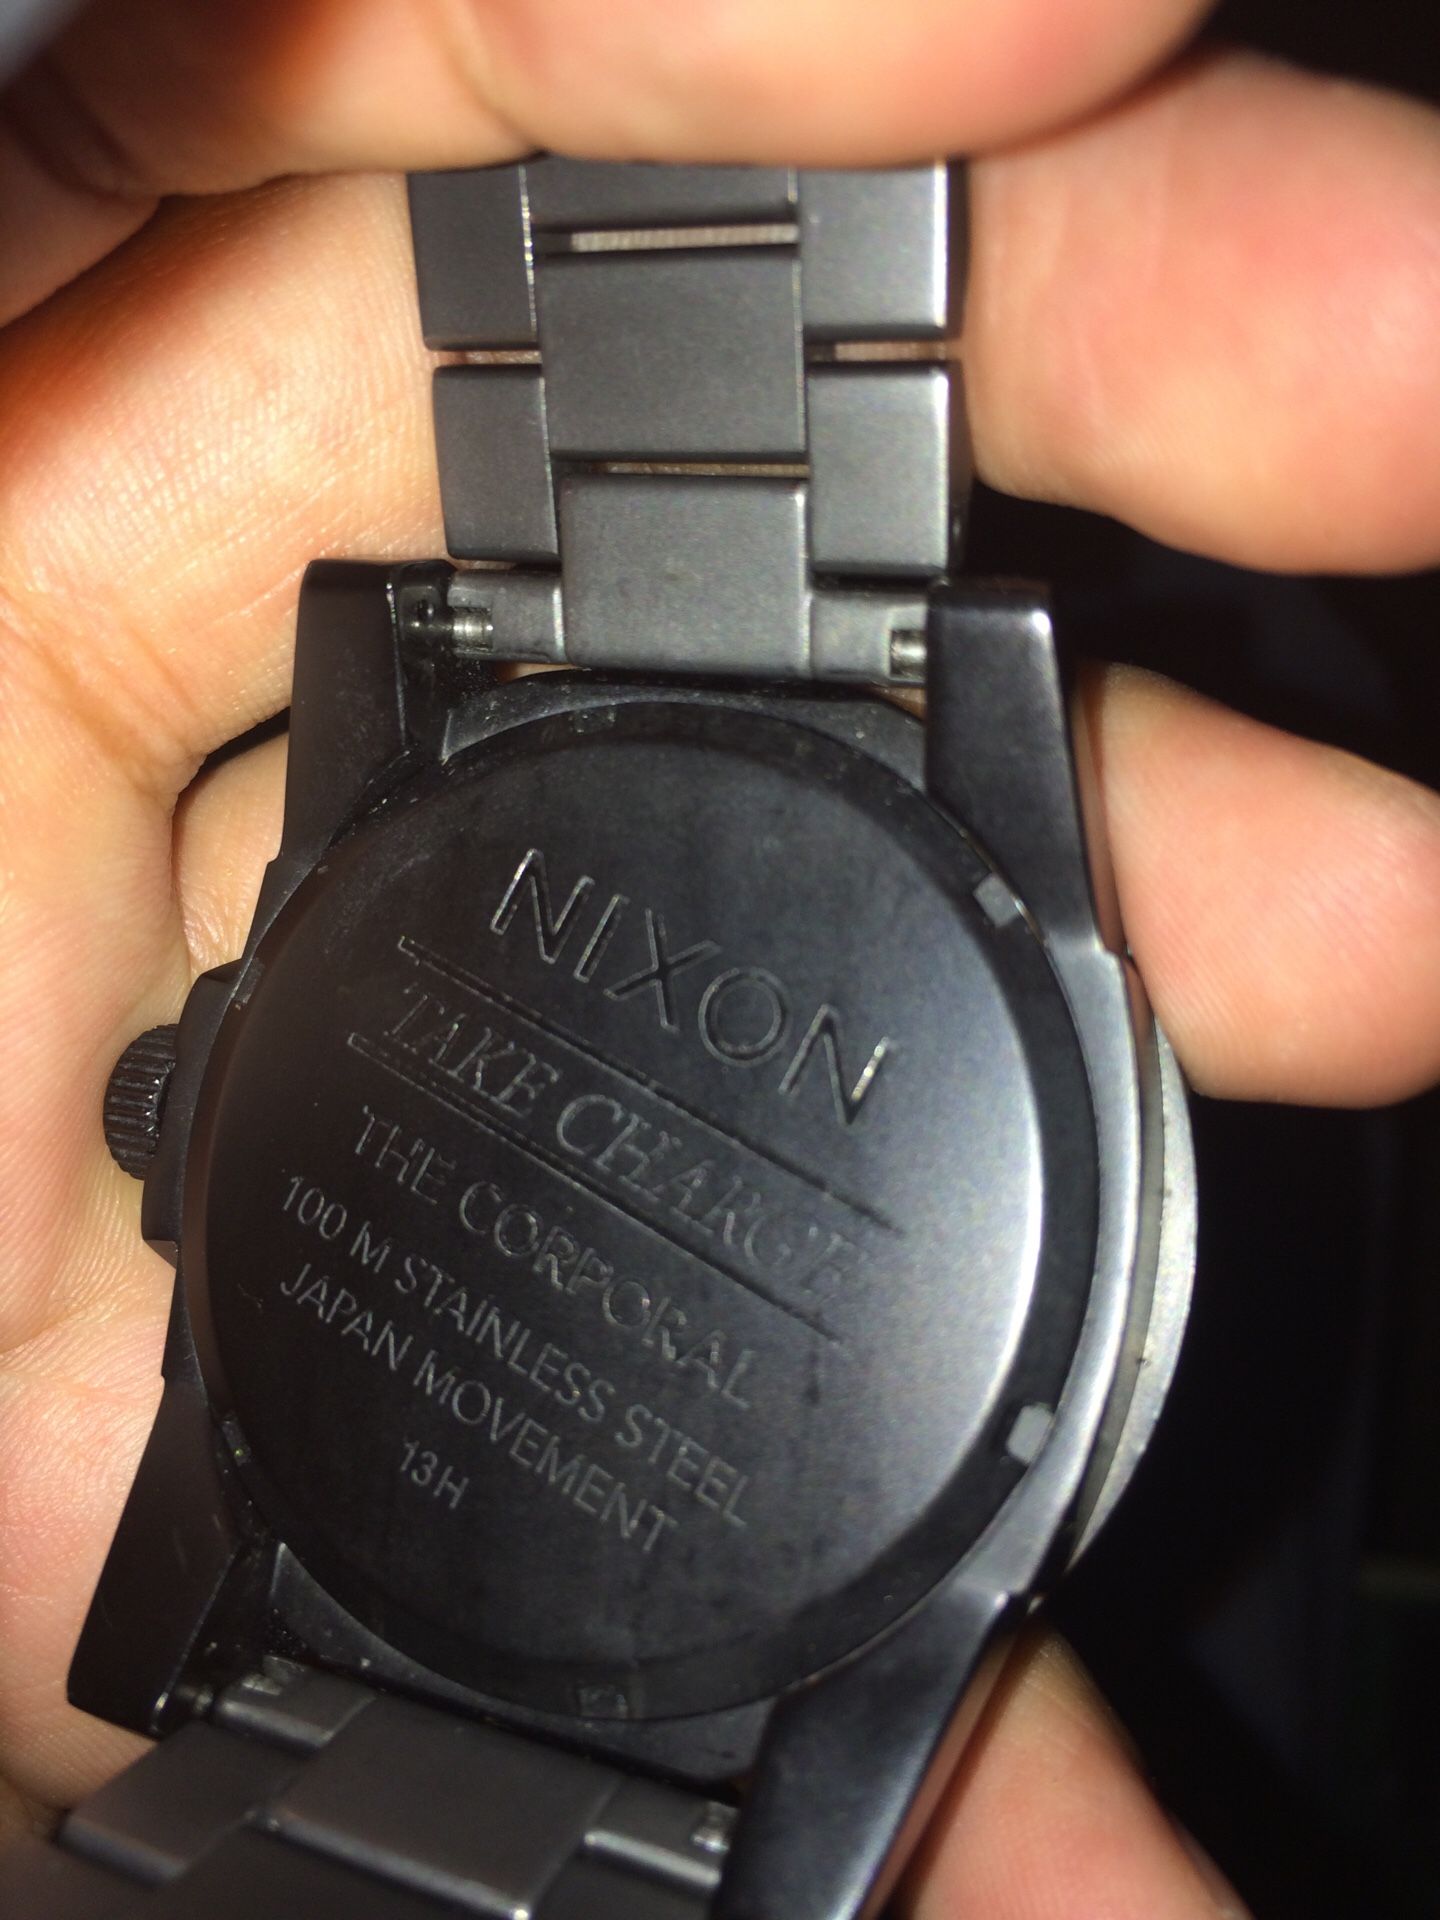 NIXON
TAKE CHARGE
THE CORPORAL
100 M STAINLESS STEEL
JAPAN MOVEMENT
13H